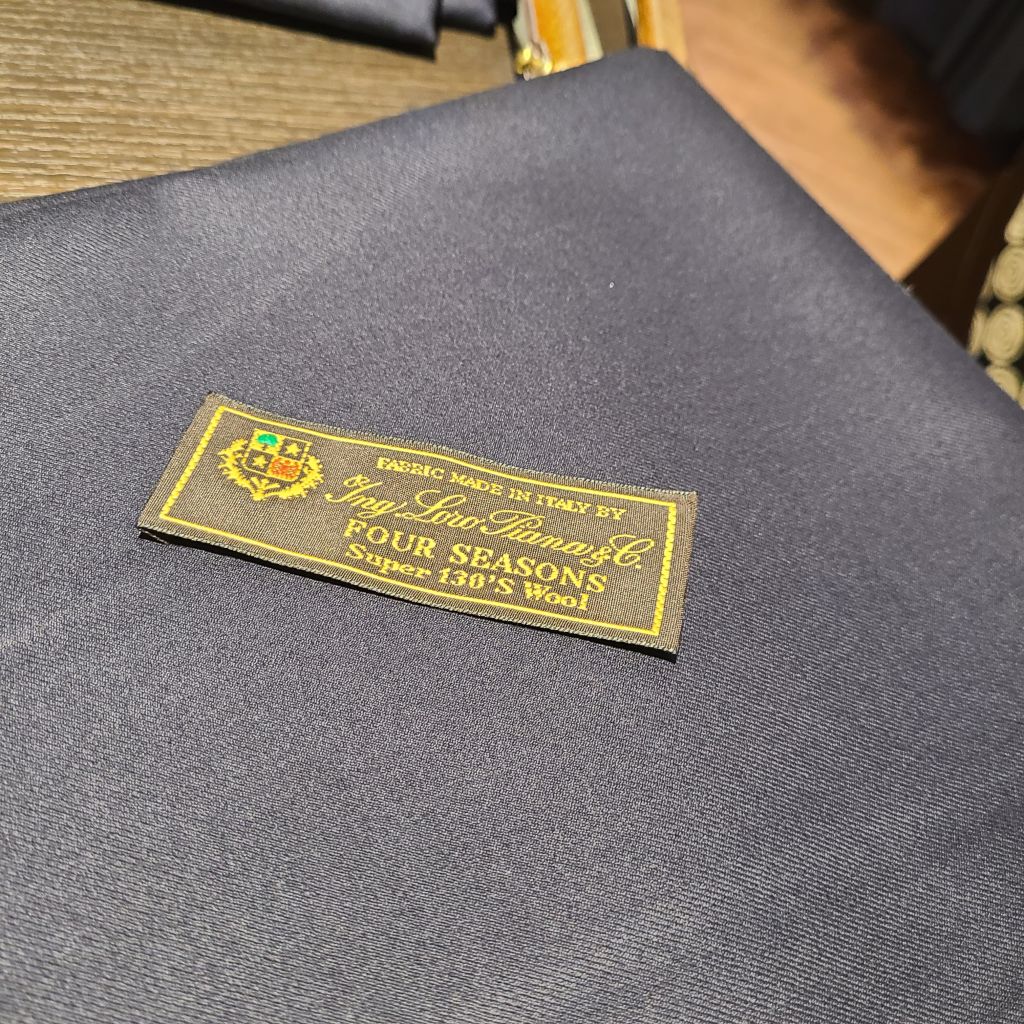 FABRIC MADE IN ITALY BY
Ing. Loro Piana & C.
FOUR SEASONS
Super 130'S Wool